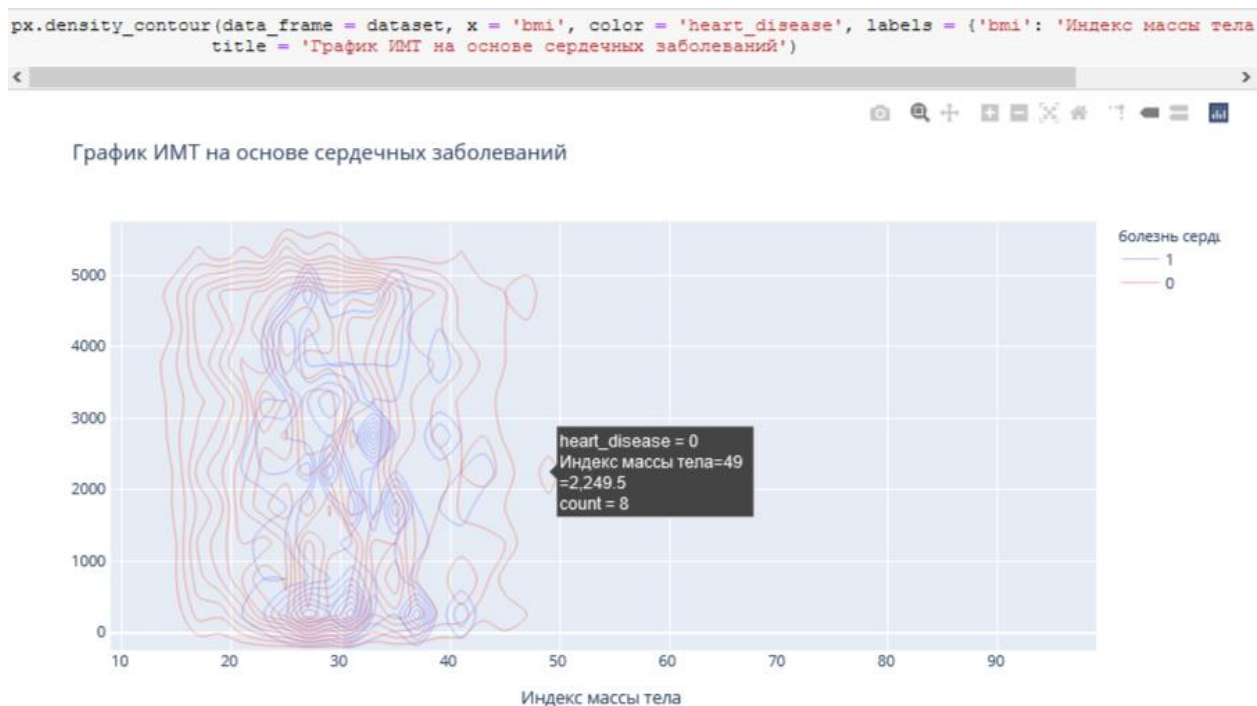 px.density_contour(data_frame = dataset, x = 'bmi', color = 'heart_disease', labels = {'bmi': 'Индекс массы тела
title = 'График ИМТ на основе сердечных заболеваний')
График ИМТ на основе сердечных заболеваний
болезнь сердц
1
0
5000
4000
3000
2000
1000
0
heart_disease = 0
Индекс массы тела=49
=2,249.5
count = 8
10 20 30 40 50 60 70 80 90
Индекс массы тела